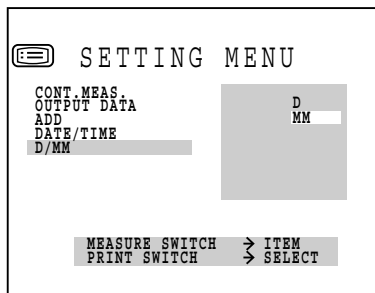 SETTING MENU
CONT.MEAS.
OUTPUT DATA
ADD
DATE/TIME
D/MM
D
MM
MEASURE SWITCH → ITEM
PRINT SWITCH → SELECT